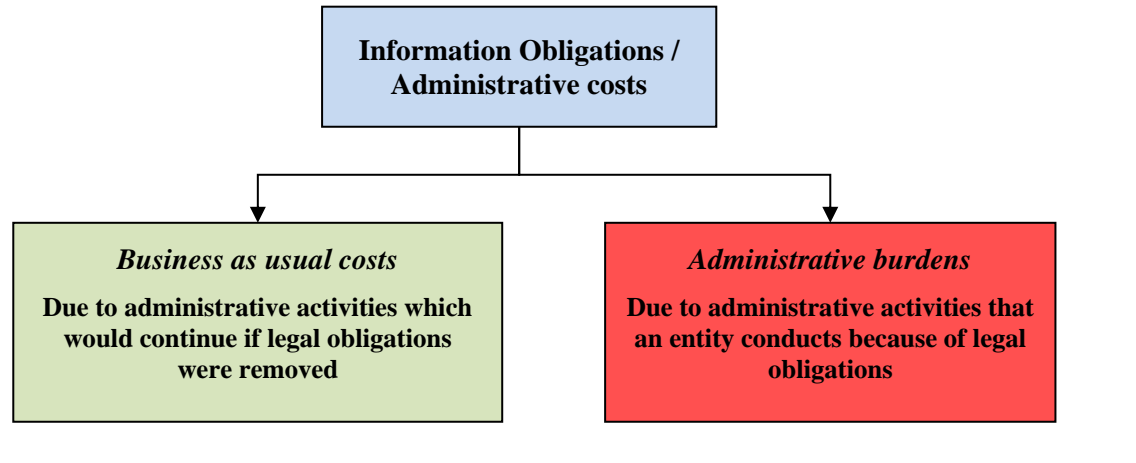 Information Obligations /
Administrative costs
Business as usual costs
Due to administrative activities which
would continue if legal obligations
were removed
Administrative burdens
Due to administrative activities that
an entity conducts because of legal
obligations